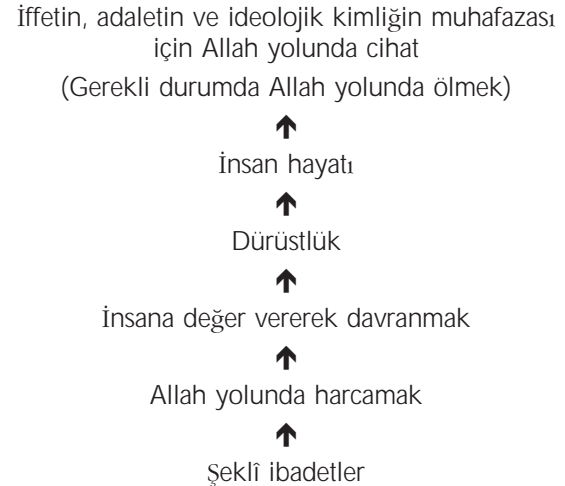 İffetin, adaletin ve ideolojik kimliğin muhafazası
için Allah yolunda cihat
(Gerekli durumda Allah yolunda ölmek)
↑
İnsan hayatı
↑
Dürüstlük
↑
İnsana değer vererek davranmak
↑
Allah yolunda harcamak
↑
Şeklî ibadetler